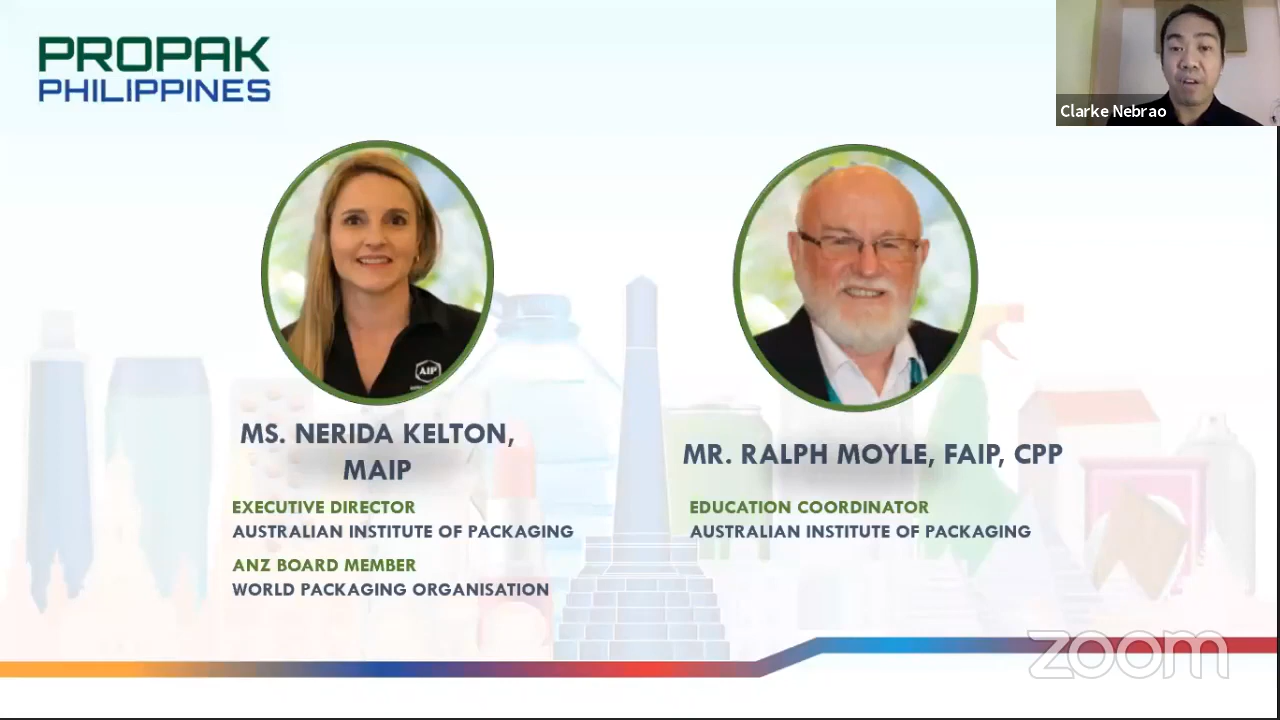 PROPAK
PHILIPPINES
Clarke Nebrao
AIP
MS. NERIDA KELTON,
MAIP
EXECUTIVE DIRECTOR
AUSTRALIAN INSTITUTE OF PACKAGING
ANZ BOARD MEMBER
WORLD PACKAGING ORGANISATION
MR. RALPH MOYLE, FAIP, CPP
EDUCATION COORDINATOR
AUSTRALIAN INSTITUTE OF PACKAGING
zoom